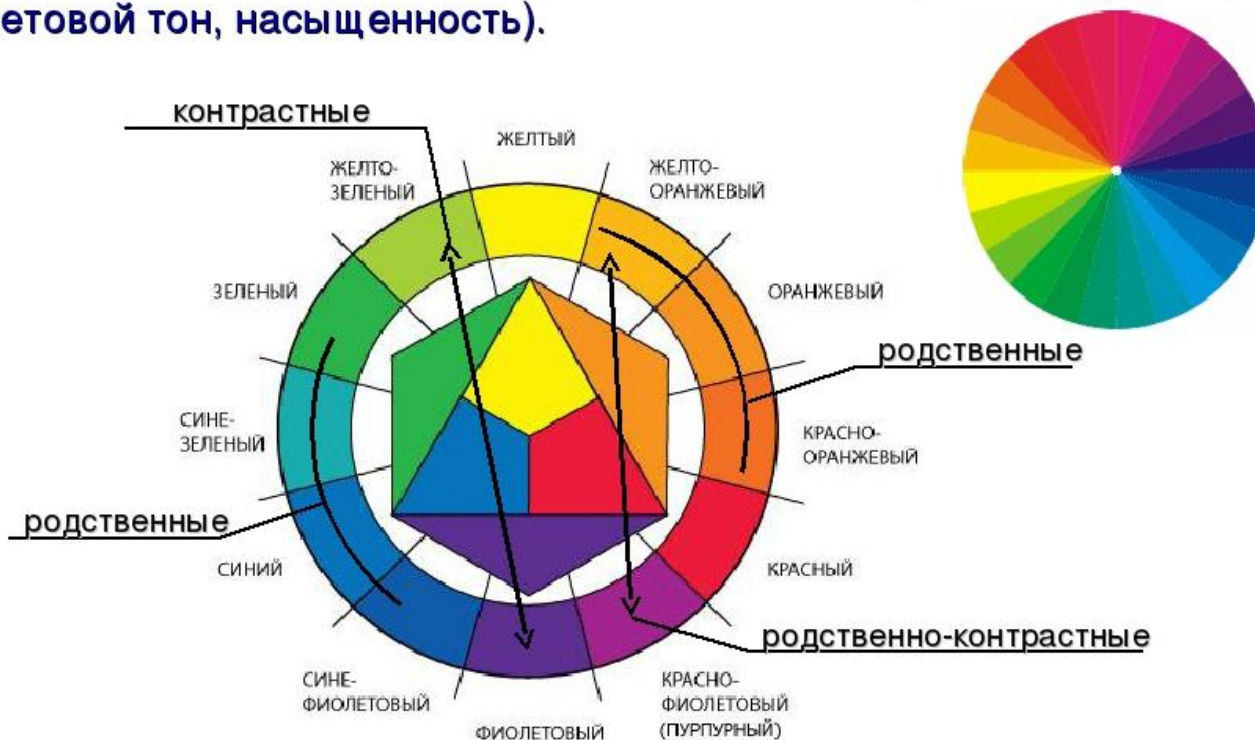 етовой тон, насыщенность).
контрастные
ЖЕЛТЫЙ
ЖЕЛТО-
ЗЕЛЕНЫЙ
ЖЕЛТО-
ОРАНЖЕВЫЙ
ЗЕЛЕНЫЙ
ОРАНЖЕВЫЙ
родственные
СИНЕ-
ЗЕЛЕНЫЙ
КРАСНО-
ОРАНЖЕВЫЙ
родственные
СИНИЙ
КРАСНЫЙ
родственно-контрастные
СИНЕ-
ФИОЛЕТОВЫЙ
КРАСНО-
ФИОЛЕТОВЫЙ
(ПУРПУРНЫЙ)
ФИОЛЕТОВЫЙ